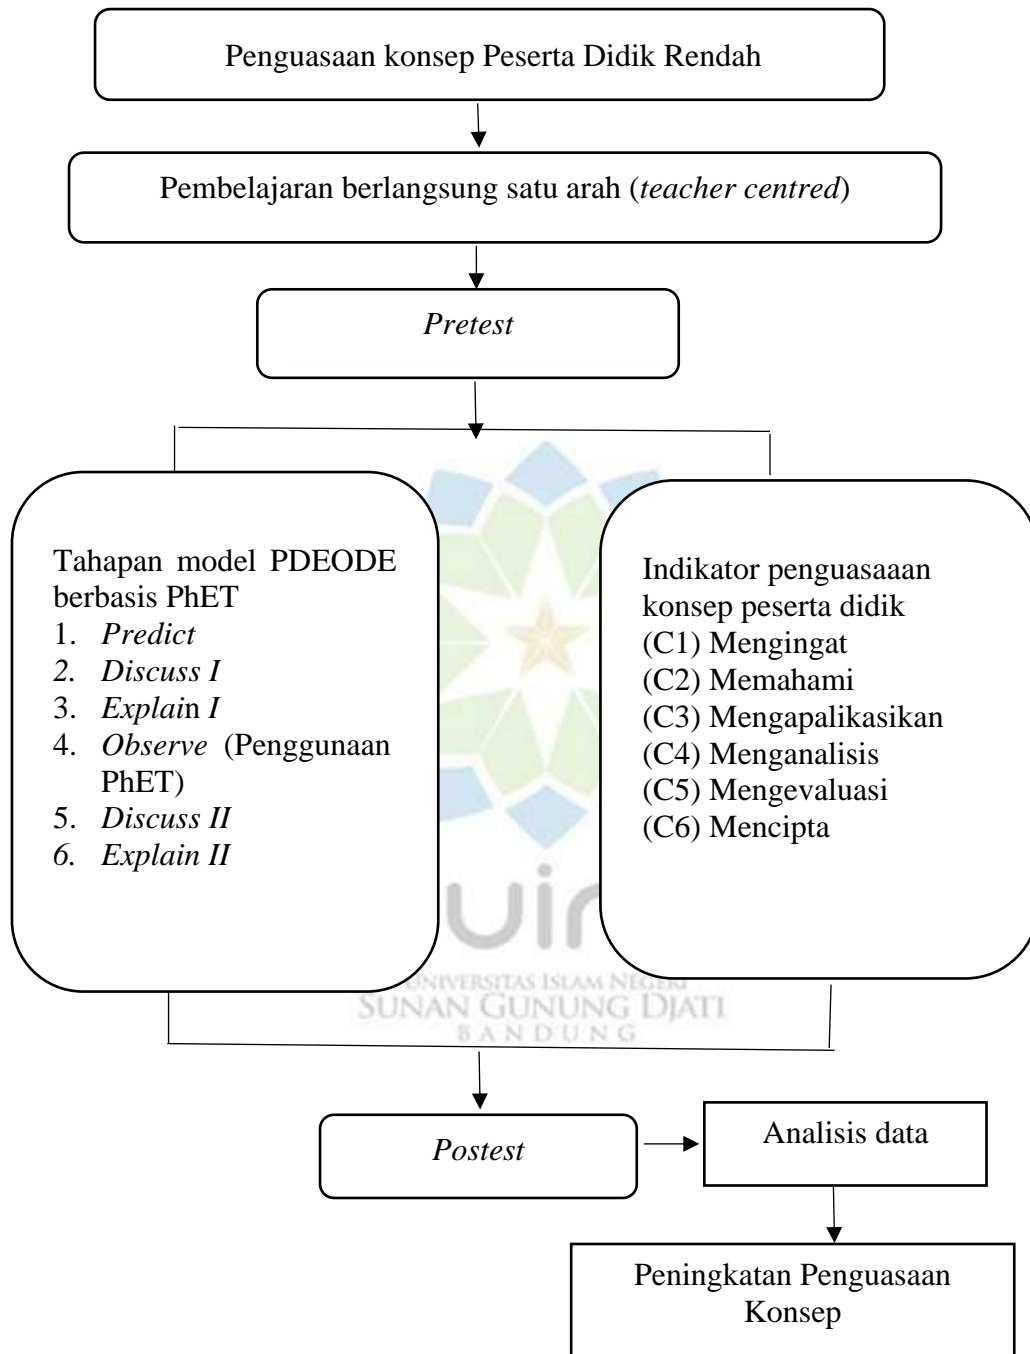 Penguasaan konsep Peserta Didik Rendah
Pembelajaran berlangsung satu arah (teacher centred)
Pretest
Tahapan model PDEODE
berbasis PhET
1. Predict
2. Discuss I
3. Explain I
4. Observe (Penggunaan
PhET)
5. Discuss II
6. Explain II
Indikator penguasaaan
konsep peserta didik
(C1) Mengingat
(C2) Memahami
(C3) Mengapalikasikan
(C4) Menganalisis
(C5) Mengevaluasi
(C6) Mencipta
UNIVERSITAS ISLAM NEGERI
SUNAN GUNUNG DJATI
BANDUNG
Postest
Analisis data
Peningkatan Penguasaan
Konsep